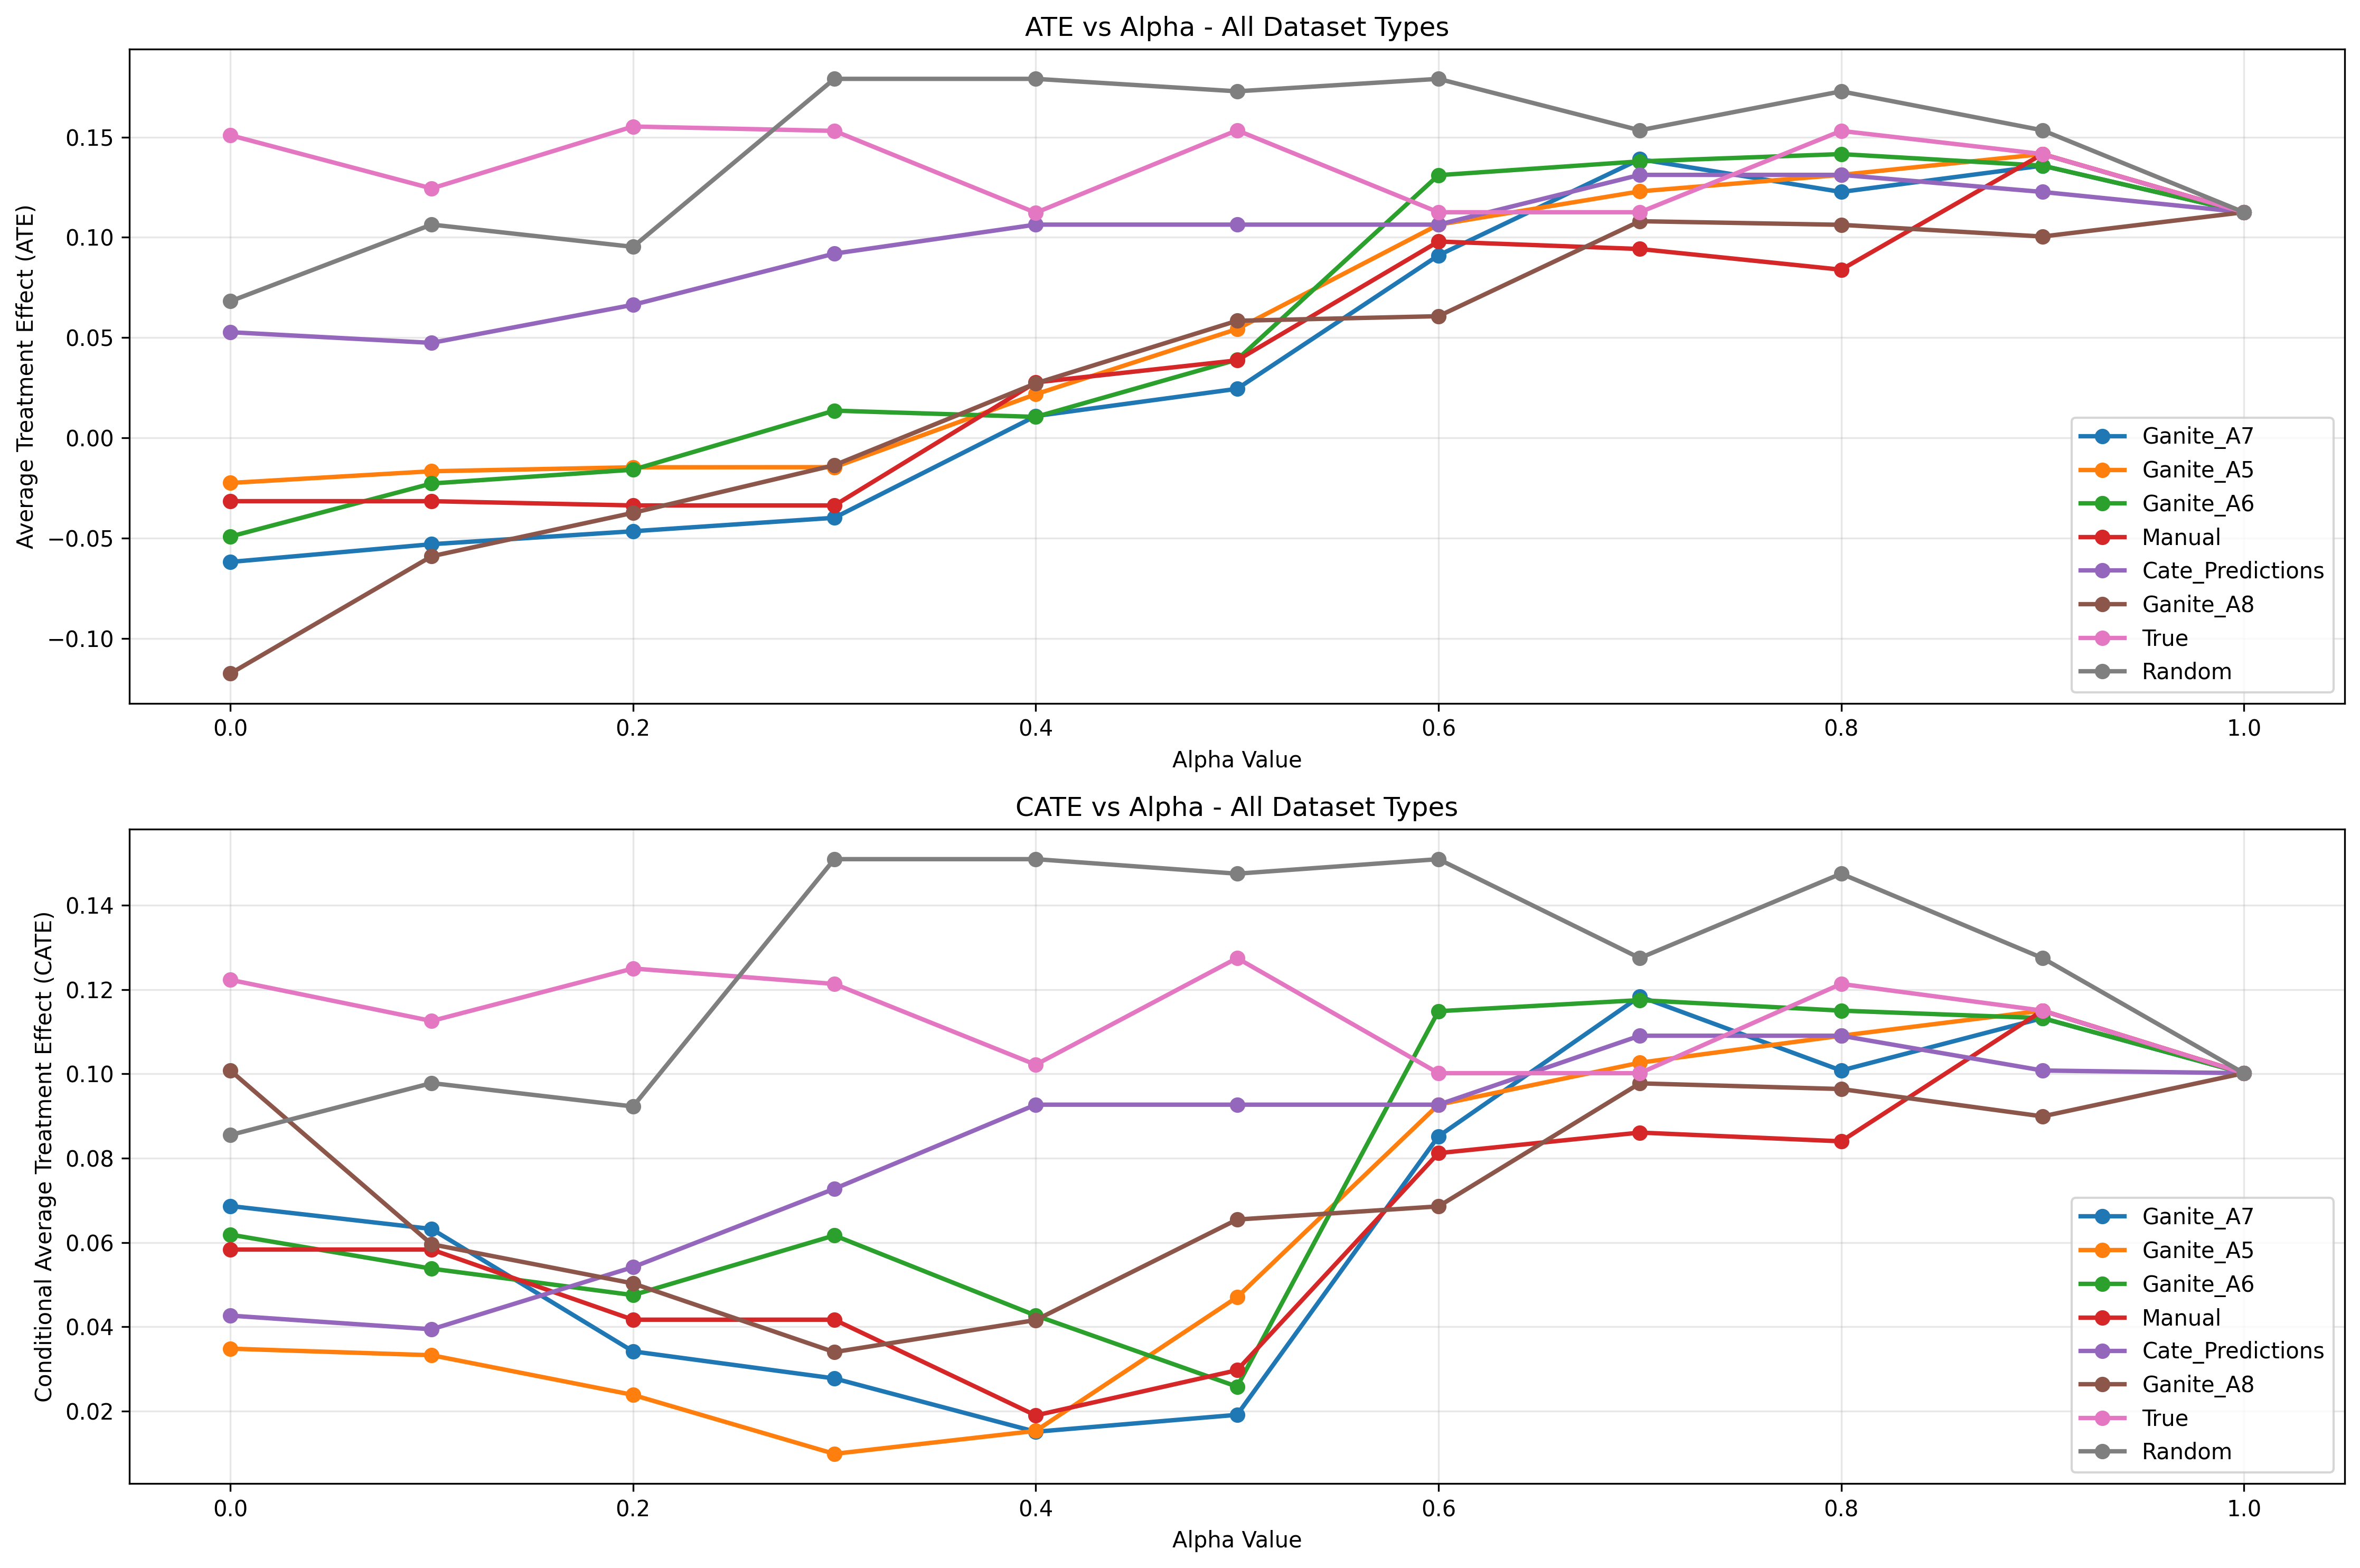 ATE vs Alpha - All Dataset Types
Average Treatment Effect (ATE)
0.15
0.10
0.05
0.00
−0.05
−0.10
0.0 0.2 0.4 0.6 0.8 1.0
Alpha Value
Ganite_A7
Ganite_A5
Ganite_A6
Manual
Cate_Predictions
Ganite_A8
True
Random
CATE vs Alpha - All Dataset Types
Conditional Average Treatment Effect (CATE)
0.14
0.12
0.10
0.08
0.06
0.04
0.02
0.0 0.2 0.4 0.6 0.8 1.0
Alpha Value
Ganite_A7
Ganite_A5
Ganite_A6
Manual
Cate_Predictions
Ganite_A8
True
Random